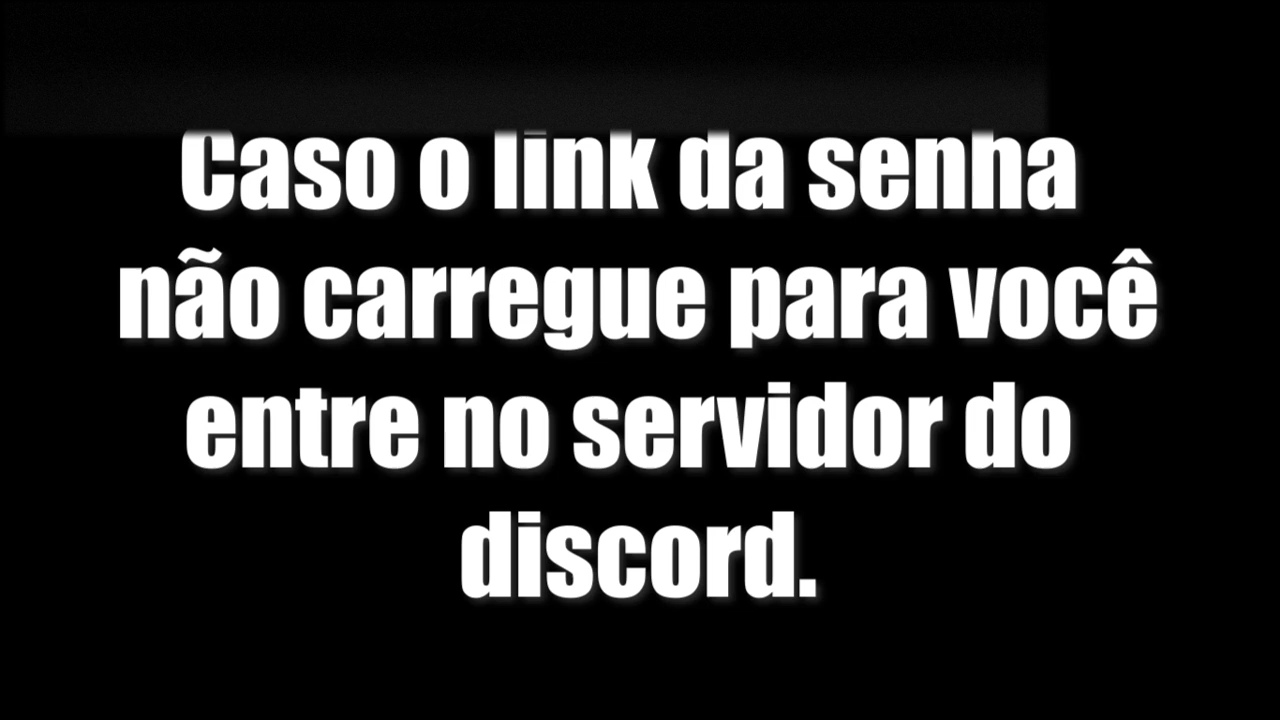 Caso o link da senha
não carregue para você
entre no servidor do
discord.